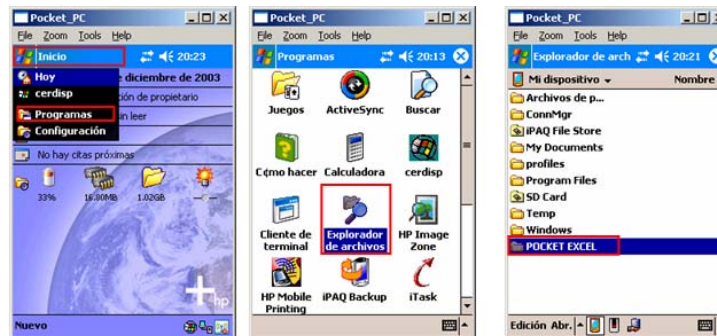 Pocket_PC
File Zoom Tools Help
Inicio 20:23
Hoy
e diciembre de 2003
cerdisp
ción de propietario
Programas
in leer
Configuración
No hay citas próximas
33% 16.80MB 1.02GB
hp
Nuevo
Pocket_PC
File Zoom Tools Help
Programas 20:13
Juegos ActiveSync Buscar
Cómo hacer Calculadora cerdisp
Cliente de terminal
Explorador de archivos
HP Image Zone
HP Mobile Printing
iPAQ Backup
iTask
Pocket_PC
File Zoom Tools Help
Explorador de arch 20:21
Mi dispositivo Nombre
Archivos de p...
ConnMgr
iPAQ File Store
My Documents
profiles
Program Files
SD Card
Temp
Windows
POCKET EXCEL
Edición Abr.